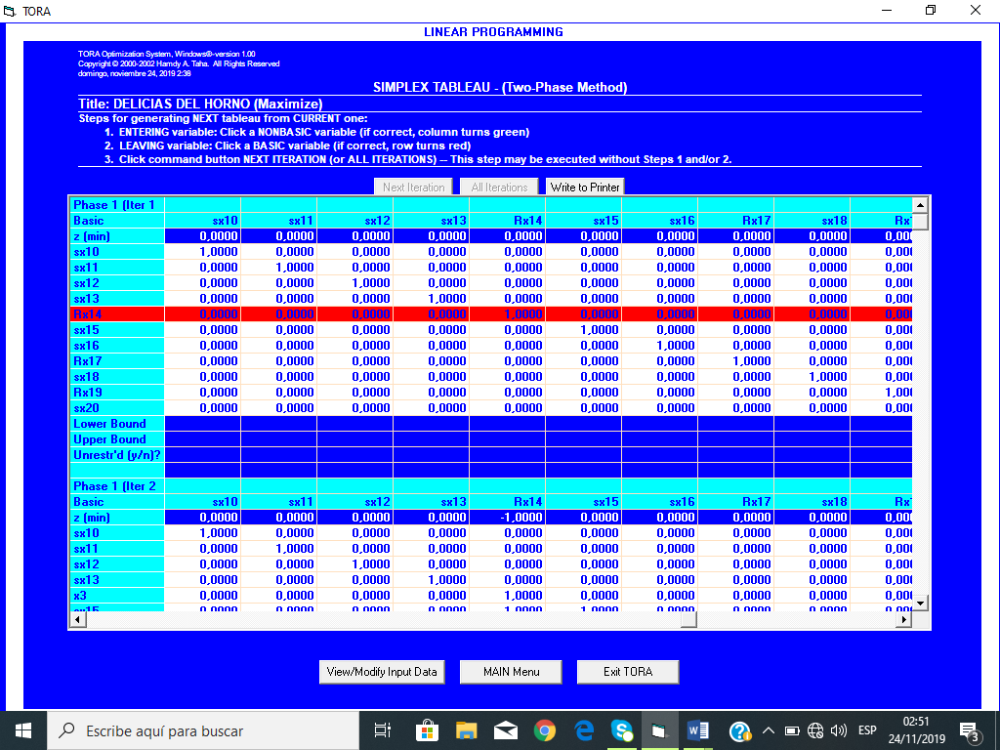 TORA
LINEAR PROGRAMMING
TORA Optimization System, Windows®-version 1.00
Copyright © 2000-2002 Hamdy A. Taha. All Rights Reserved
domingo, noviembre 24, 2019 2:38
SIMPLEX TABLEAU - (Two-Phase Method)
Title: DELICIAS DEL HORNO (Maximize)
Steps for generating NEXT tableau from CURRENT one:
1. ENTERING variable: Click a NONBASIC variable (if correct, column turns green)
2. LEAVING variable: Click a BASIC variable (if correct, row turns red)
3. Click command button NEXT ITERATION (or ALL ITERATIONS) -- This step may be executed without Steps 1 and/or 2.
Next Iteration All Iterations Write to Printer
Phase 1 (Iter 1
Basic sx10 sx11 sx12 sx13 Rx14 sx15 sx16 Rx17 sx18
z (min) 0,0000 0,0000 0,0000 0,0000 0,0000 0,0000 0,0000 0,0000 0,0000 0,00
sx10 1,0000 0,0000 0,0000 0,0000 0,0000 0,0000 0,0000 0,0000 0,0000 0,00
sx11 0,0000 1,0000 0,0000 0,0000 0,0000 0,0000 0,0000 0,0000 0,0000 0,00
sx12 0,0000 0,0000 1,0000 0,0000 0,0000 0,0000 0,0000 0,0000 0,0000 0,00
sx13 0,0000 0,0000 0,0000 1,0000 0,0000 0,0000 0,0000 0,0000 0,0000 0,00
Rx14 0,0000 0,0000 0,0000 0,0000 1,0000 0,0000 0,0000 0,0000 0,0000 0,00
sx15 0,0000 0,0000 0,0000 0,0000 0,0000 1,0000 0,0000 0,0000 0,0000 0,00
sx16 0,0000 0,0000 0,0000 0,0000 0,0000 0,0000 1,0000 0,0000 0,0000 0,00
Rx17 0,0000 0,0000 0,0000 0,0000 0,0000 0,0000 0,0000 1,0000 0,0000 0,00
sx18 0,0000 0,0000 0,0000 0,0000 0,0000 0,0000 0,0000 0,0000 1,0000 0,00
Rx19 0,0000 0,0000 0,0000 0,0000 0,0000 0,0000 0,0000 0,0000 0,0000 1,00
sx20 0,0000 0,0000 0,0000 0,0000 0,0000 0,0000 0,0000 0,0000 0,0000 0,00
Lower Bound
Upper Bound
Unrestr'd (y/n)?
Phase 1 (Iter 2
Basic sx10 sx11 sx12 sx13 Rx14 sx15 sx16 Rx17 sx18
z (min) 0,0000 0,0000 0,0000 0,0000 -1,0000 0,0000 0,0000 0,0000 0,0000 0,00
sx10 1,0000 0,0000 0,0000 0,0000 0,0000 0,0000 0,0000 0,0000 0,0000 0,00
sx11 0,0000 1,0000 0,0000 0,0000 0,0000 0,0000 0,0000 0,0000 0,0000 0,00
sx12 0,0000 0,0000 1,0000 0,0000 0,0000 0,0000 0,0000 0,0000 0,0000 0,00
sx13 0,0000 0,0000 0,0000 1,0000 0,0000 0,0000 0,0000 0,0000 0,0000 0,00
x3 0,0000 0,0000 0,0000 0,0000 1,0000 0,0000 0,0000 0,0000 0,0000 0,00
View/Modify Input Data MAIN Menu Exit TORA
Escribe aquí para buscar
ESP
02:51
24/11/2019
3